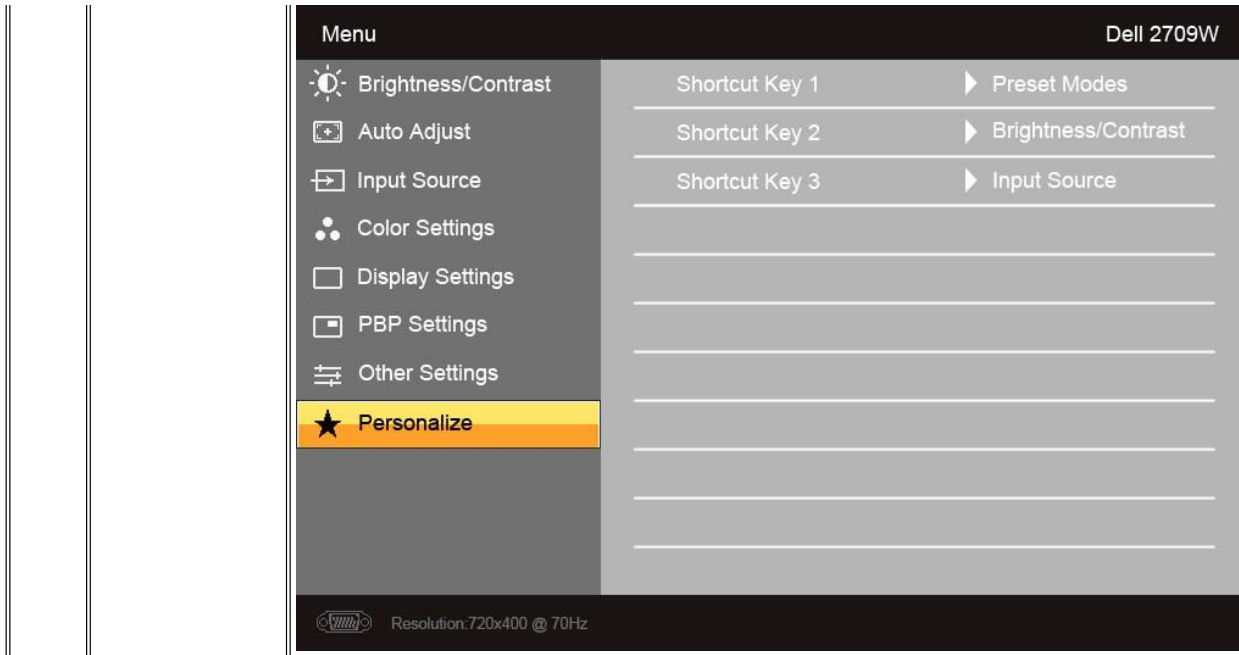 Menu Dell 2709W
Brightness/Contrast Shortcut Key 1 Preset Modes
Auto Adjust Shortcut Key 2 Brightness/Contrast
Input Source Shortcut Key 3 Input Source
Color Settings
Display Settings
PBP Settings
Other Settings
Personalize
Resolution:720x400 @ 70Hz